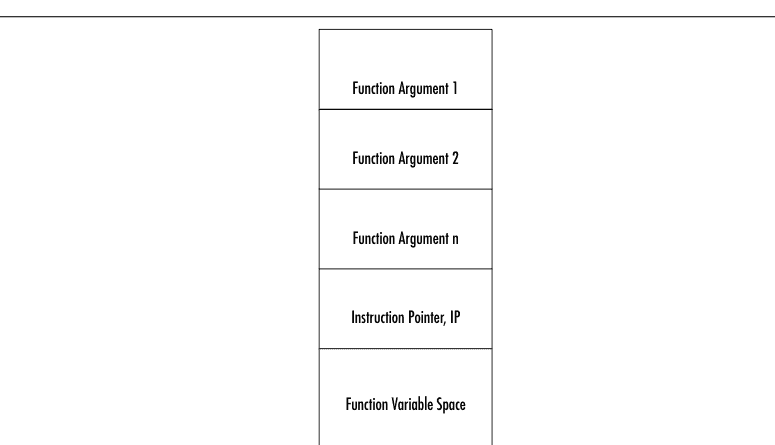 Function Argument 1
Function Argument 2
Function Argument n
Instruction Pointer, IP
Function Variable Space